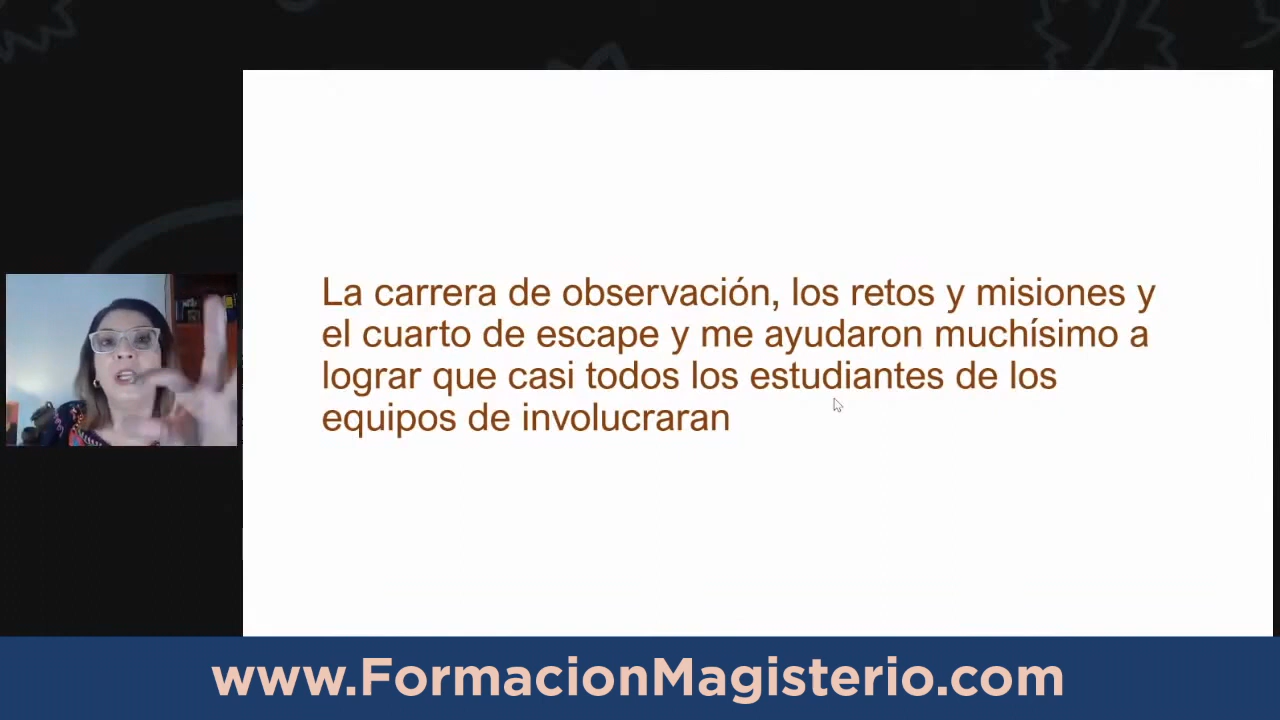 La carrera de observación, los retos y misiones y
el cuarto de escape y me ayudaron muchísimo a
lograr que casi todos los estudiantes de los
equipos de involucraran
www.FormacionMagisterio.com